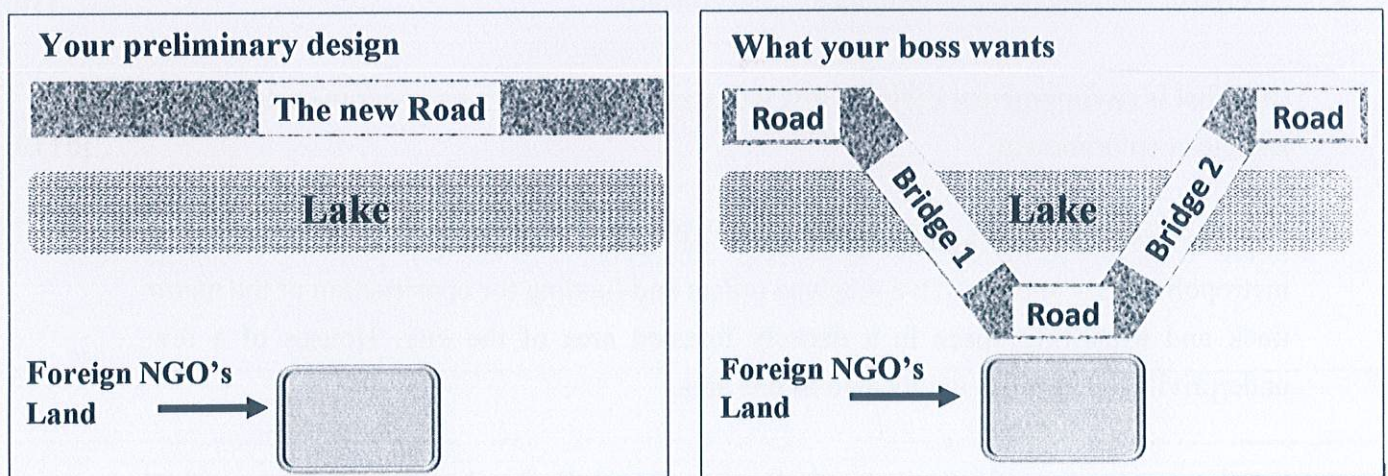 Your preliminary design
The new Road
Lake
Foreign NGO's
Land
What your boss wants
Road
Road
Bridge 1
Lake
Bridge 2
Road
Foreign NGO's
Land